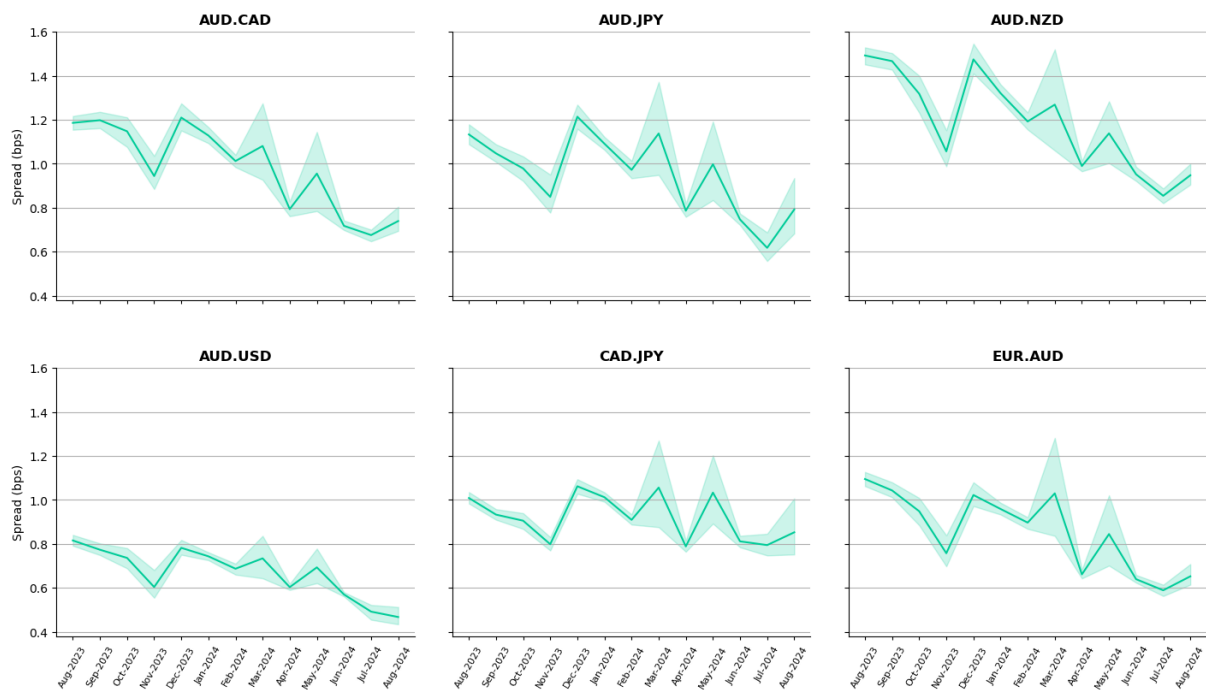 AUD.CAD
AUD.JPY
AUD.NZD
1.6
1.4
1.2
1.0
0.8
0.6
0.4
Spread (bps)
AUD.USD
CAD.JPY
EUR.AUD
1.6
1.4
1.2
1.0
0.8
0.6
0.4
Spread (bps)
Aug-2023
Sep-2023
Oct-2023
Nov-2023
Dec-2023
Jan-2024
Feb-2024
Mar-2024
Apr-2024
May-2024
Jun-2024
Jul-2024
Aug-2024
Aug-2023
Sep-2023
Oct-2023
Nov-2023
Dec-2023
Jan-2024
Feb-2024
Mar-2024
Apr-2024
May-2024
Jun-2024
Jul-2024
Aug-2024
Aug-2023
Sep-2023
Oct-2023
Nov-2023
Dec-2023
Jan-2024
Feb-2024
Mar-2024
Apr-2024
May-2024
Jun-2024
Jul-2024
Aug-2024